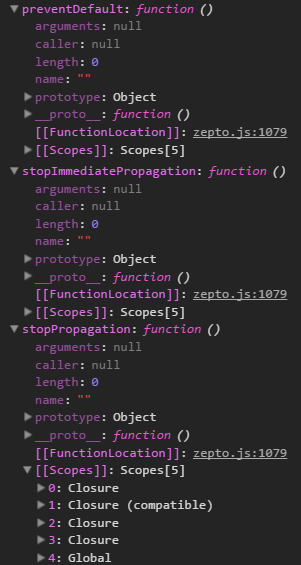 preventDefault: function ()
arguments: null
caller: null
length: 0
name: ""
prototype: Object
__proto__: function ()
[[FunctionLocation]]: zepto.js:1079
[[Scopes]]: Scopes[5]
stopImmediatePropagation: function ()
arguments: null
caller: null
length: 0
name: ""
prototype: Object
__proto__: function ()
[[FunctionLocation]]: zepto.js:1079
[[Scopes]]: Scopes[5]
stopPropagation: function ()
arguments: null
caller: null
length: 0
name: ""
prototype: Object
__proto__: function ()
[[FunctionLocation]]: zepto.js:1079
[[Scopes]]: Scopes[5]
0: Closure
1: Closure (compatible)
2: Closure
3: Closure
4: Global